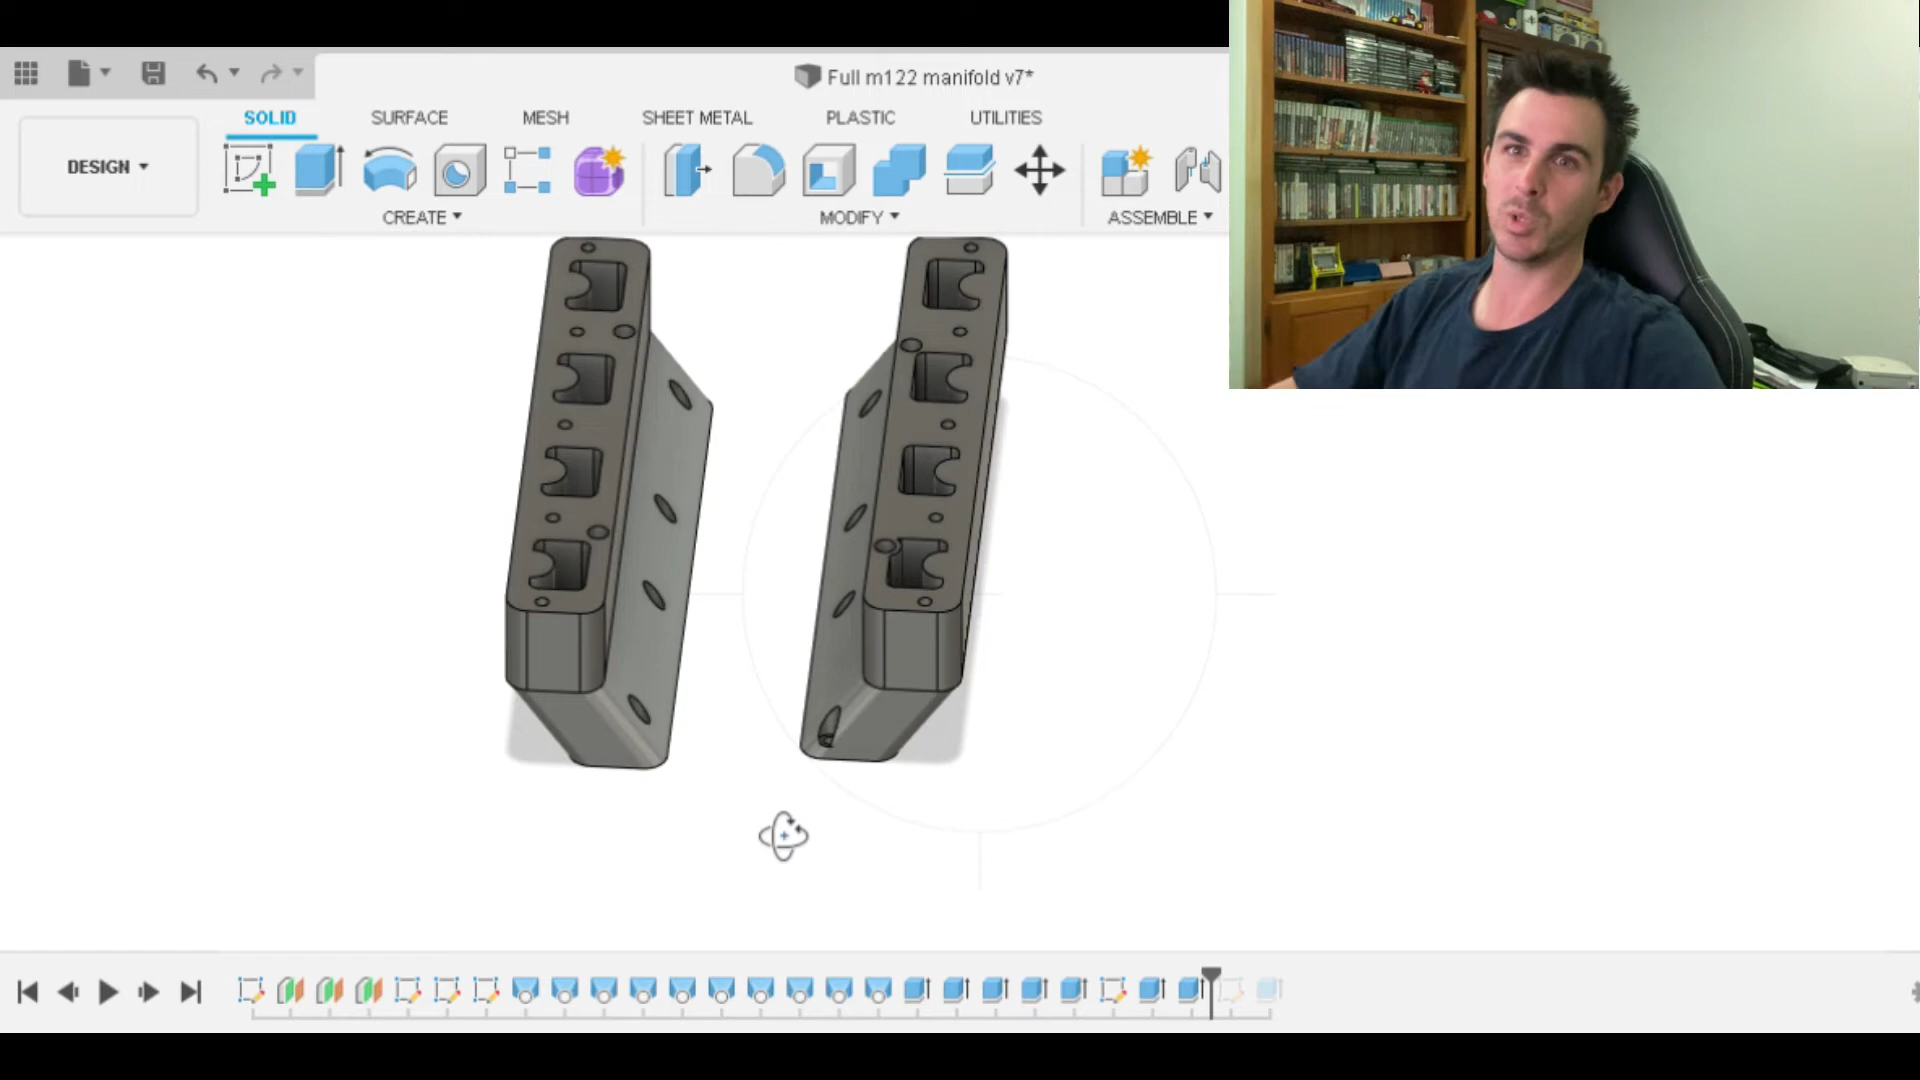 Full m122 manifold v7*
SOLID
SURFACE
MESH
SHEET METAL
PLASTIC
UTILITIES
DESIGN
CREATE
MODIFY
ASSEMBLE